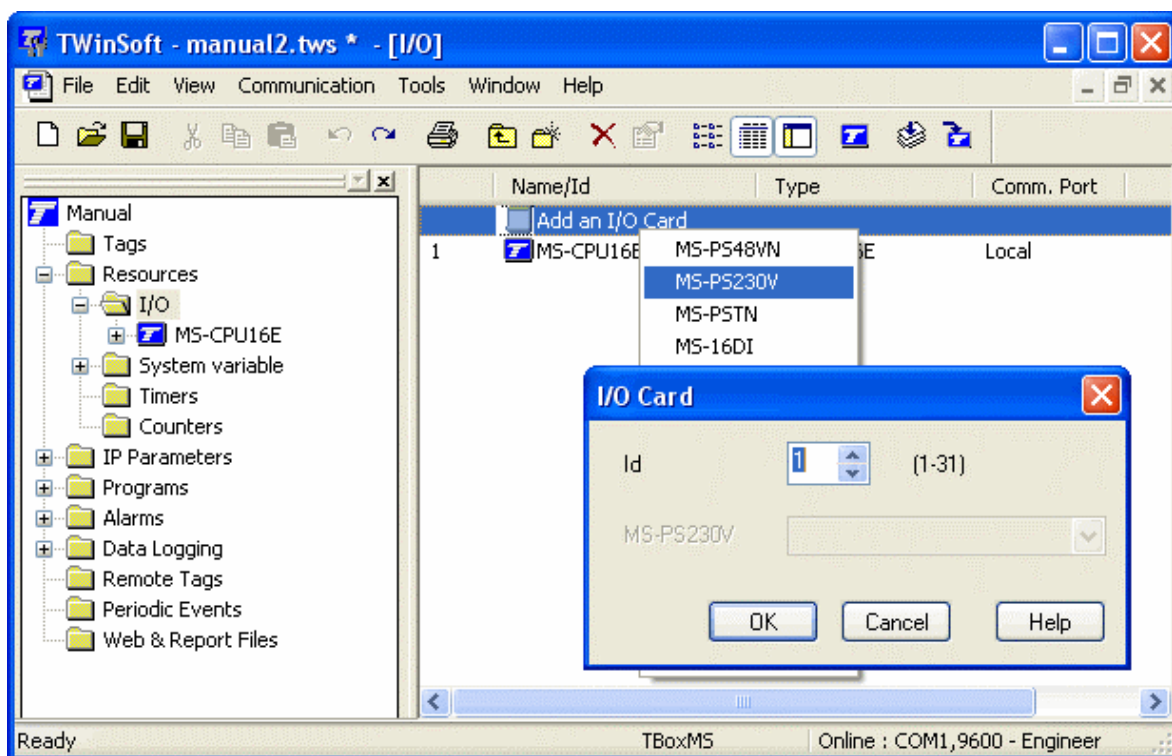 TWinSoft - manual2.tws * - [I/O]
File Edit View Communication Tools Window Help
Manual
Tags
Resources
I/O
MS-CPU16E
System variable
Timers
Counters
IP Parameters
Programs
Alarms
Data Logging
Remote Tags
Periodic Events
Web & Report Files
Name/Id Type Comm. Port
Add an I/O Card
1 MS-CPU16E 6E Local
MS-PS48VN
MS-PS230V
MS-PSTN
MS-16DI
I/O Card
Id 1 (1-31)
MS-PS230V
OK Cancel Help
Ready TBoxMS Online : COM1,9600 - Engineer